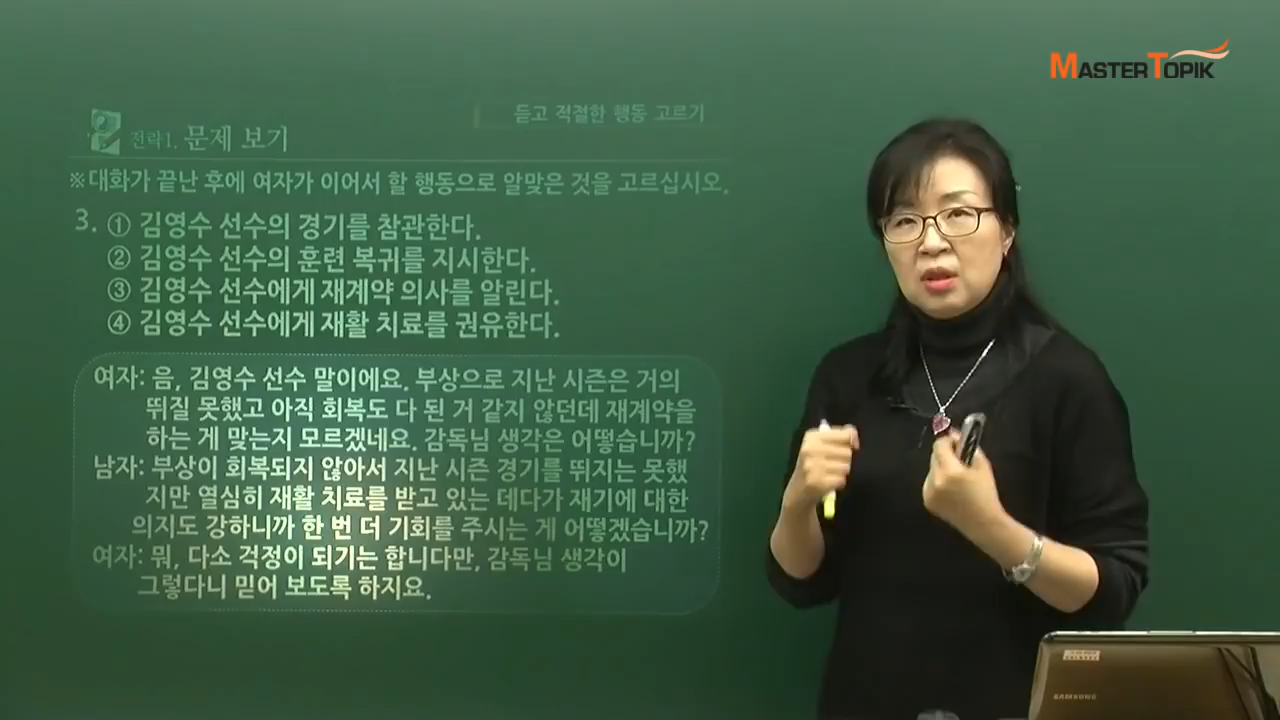 MASTER TOPIK
듣고 적절한 행동 고르기
전략1. 문제 보기
※대화가 끝난 후에 여자가 이어서 할 행동으로 알맞은 것을 고르십시오.
3. ① 김영수 선수의 경기를 참관한다.
② 김영수 선수의 훈련 복귀를 지시한다.
③ 김영수 선수에게 재계약 의사를 알린다.
④ 김영수 선수에게 재활 치료를 권유한다.
여자: 음, 김영수 선수 말이에요. 부상으로 지난 시즌은 거의
뛰질 못했고 아직 회복도 다 된 거 같지 않던데 재계약을
하는 게 맞는지 모르겠네요. 감독님 생각은 어떻습니까?
남자: 부상이 회복되지 않아서 지난 시즌 경기를 뛰지는 못했
지만 열심히 재활 치료를 받고 있는 데다가 재기에 대한
의지도 강하니까 한 번 더 기회를 주시는 게 어떻겠습니까?
여자: 뭐, 다소 걱정이 되기는 합니다만, 감독님 생각이
그렇다니 믿어 보도록 하지요.
SAMSUNG